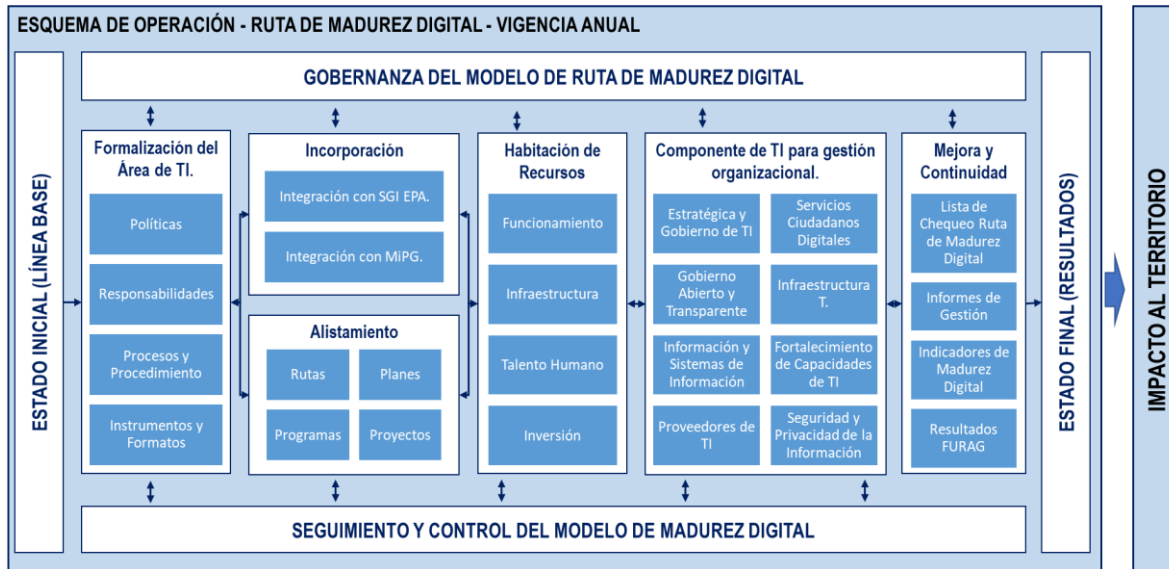 ESQUEMA DE OPERACIÓN - RUTA DE MADUREZ DIGITAL - VIGENCIA ANUAL
ESTADO INICIAL (LÍNEA BASE)
GOBERNANZA DEL MODELO DE RUTA DE MADUREZ DIGITAL
Formalización del
Área de TI.
Políticas
Responsabilidades
Procesos y
Procedimiento
Instrumentos y
Formatos
Incorporación
Integración con SGI EPA.
Integración con MiPG.
Alistamiento
Rutas
Planes
Programas
Proyectos
Habitación de
Recursos
Funcionamiento
Infraestructura
Talento Humano
Inversión
Componente de TI para gestión
organizacional.
Estratégica y
Gobierno de TI
Servicios
Ciudadanos
Digitales
Gobierno
Abierto y
Transparente
Infraestructura
T.
Información y
Sistemas de
Información
Fortalecimiento
de Capacidades
de TI
Proveedores de
TI
Seguridad y
Privacidad de la
Información
Mejora y
Continuidad
Lista de
Chequeo Ruta
de Madurez
Digital
Informes de
Gestión
Indicadores de
Madurez
Digital
Resultados
FURAG
SEGUIMIENTO Y CONTROL DEL MODELO DE MADUREZ DIGITAL
ESTADO FINAL (RESULTADOS)
IMPACTO AL TERRITORIO